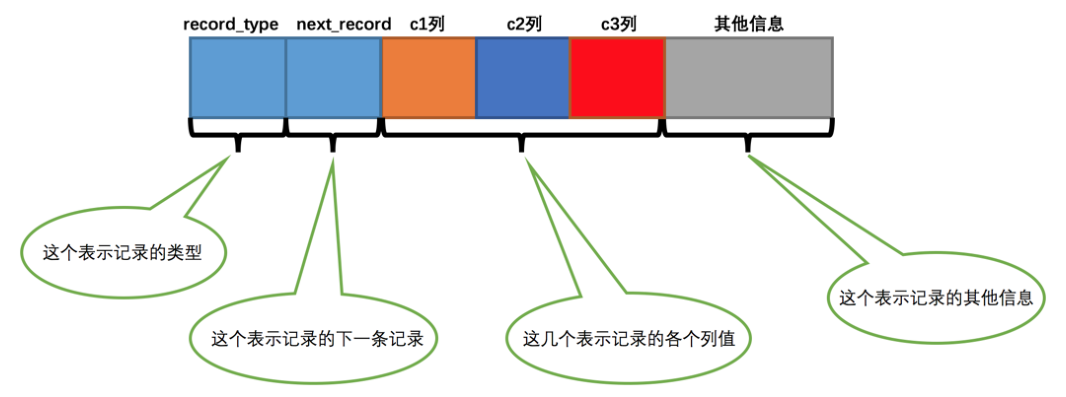 record_type next_record c1列 c2列 c3列 其他信息
这个表示记录的类型
这个表示记录的下一条记录
这几个表示记录的各个列值
这个表示记录的其他信息